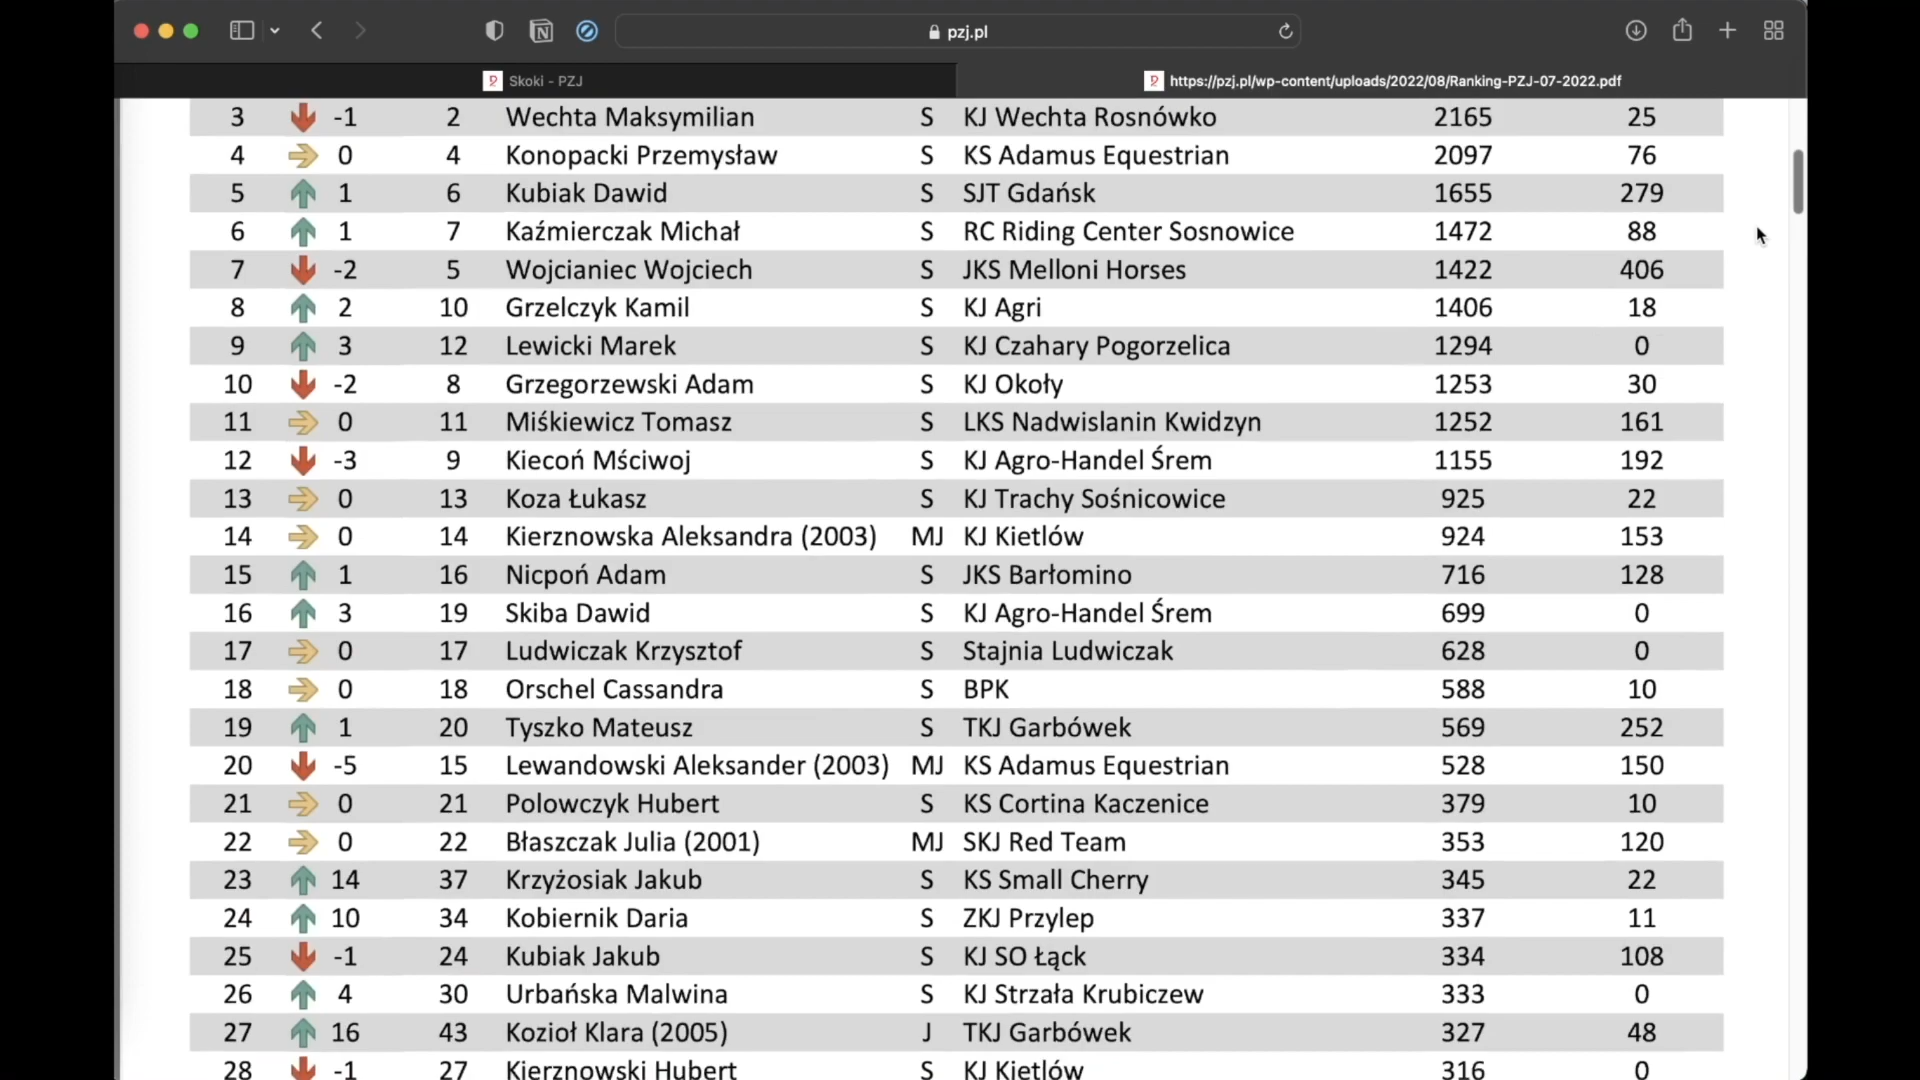 pzj.pl
Skoki - PZJ
https://pzj.pl/wp-content/uploads/2022/08/Ranking-PZJ-07-2022.pdf
3 -1 2 Wechta Maksymilian S KJ Wechta Rosnówko 2165 25
4 0 4 Konopacki Przemysław S KS Adamus Equestrian 2097 76
5 1 6 Kubiak Dawid S SJT Gdańsk 1655 279
6 1 7 Kaźmierczak Michał S RC Riding Center Sosnowice 1472 88
7 -2 5 Wojcianiec Wojciech S JKS Melloni Horses 1422 406
8 2 10 Grzelczyk Kamil S KJ Agri 1406 18
9 3 12 Lewicki Marek S KJ Czahary Pogorzelica 1294 0
10 -2 8 Grzegorzewski Adam S KJ Okoły 1253 30
11 0 11 Miśkiewicz Tomasz S LKS Nadwislanin Kwidzyn 1252 161
12 -3 9 Kiecoń Mściwoj S KJ Agro-Handel Śrem 1155 192
13 0 13 Koza Łukasz S KJ Trachy Sośnicowice 925 22
14 0 14 Kierznowska Aleksandra (2003) MJ KJ Kietlów 924 153
15 1 16 Nicpoń Adam S JKS Barłomino 716 128
16 3 19 Skiba Dawid S KJ Agro-Handel Śrem 699 0
17 0 17 Ludwiczak Krzysztof S Stajnia Ludwiczak 628 0
18 0 18 Orschel Cassandra S BPK 588 10
19 1 20 Tyszko Mateusz S TKJ Garbówek 569 252
20 -5 15 Lewandowski Aleksander (2003) MJ KS Adamus Equestrian 528 150
21 0 21 Polowczyk Hubert S KS Cortina Kaczenice 379 10
22 0 22 Błaszczak Julia (2001) MJ SKJ Red Team 353 120
23 14 37 Krzyżosiak Jakub S KS Small Cherry 345 22
24 10 34 Kobiernik Daria S ZKJ Przylep 337 11
25 -1 24 Kubiak Jakub S KJ SO Łąck 334 108
26 4 30 Urbańska Malwina S KJ Strzała Krubiczew 333 0
27 16 43 Kozioł Klara (2005) J TKJ Garbówek 327 48
28 -1 27 Kierznowski Hubert S KJ Kietlów 316 0